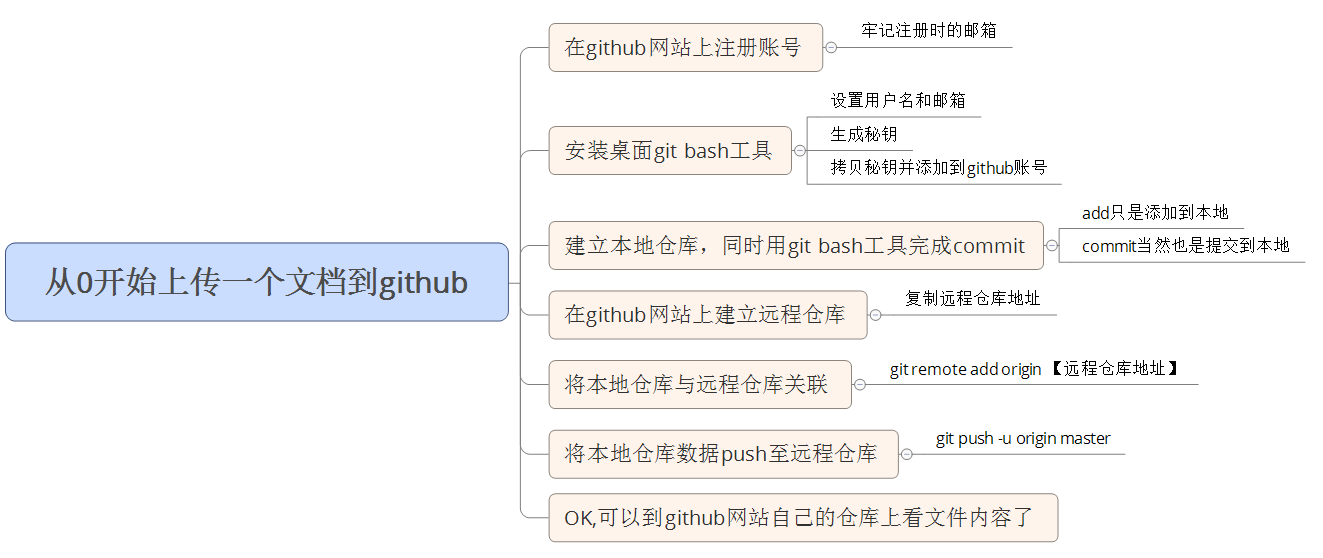 从0开始上传一个文档到github
在github网站上注册账号
牢记注册时的邮箱
安装桌面git bash工具
设置用户名和邮箱
生成秘钥
拷贝秘钥并添加到github账号
建立本地仓库，同时用git bash工具完成commit
add只是添加到本地
commit当然也是提交到本地
在github网站上建立远程仓库
复制远程仓库地址
将本地仓库与远程仓库关联
git remote add origin 【远程仓库地址】
将本地仓库数据push至远程仓库
git push -u origin master
OK,可以到github网站自己的仓库上看文件内容了